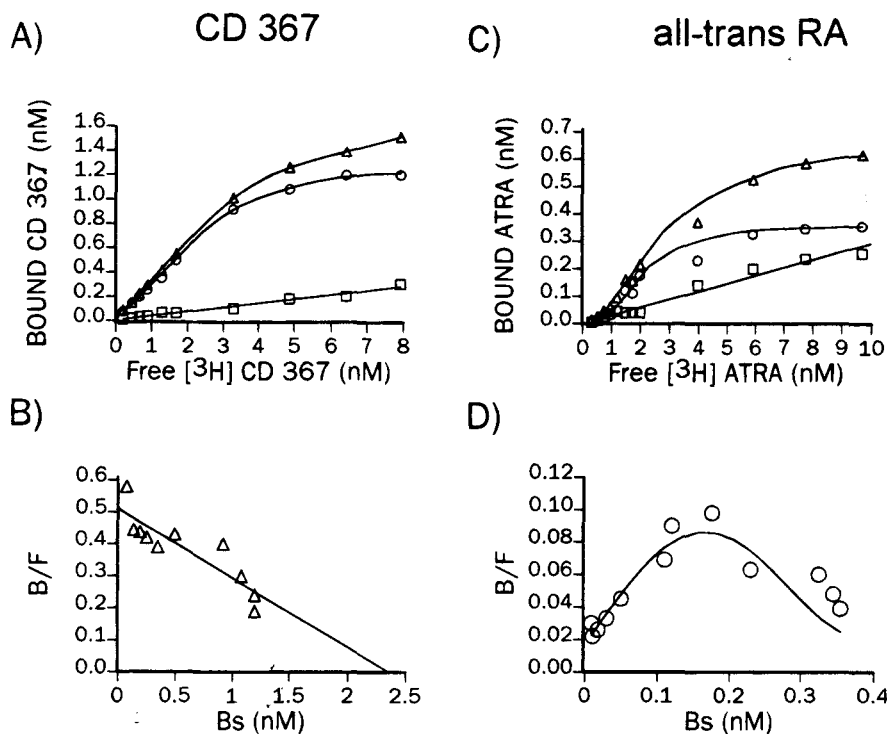 A)
CD 367
BOUND CD 367 (nM)
1.6
1.4
1.2
1.0
0.8
0.6
0.4
0.2
0.0
0 1 2 3 4 5 6 7 8
Free [3H] CD 367 (nM)
C)
all-trans RA
BOUND ATRA (nM)
0.7
0.6
0.5
0.4
0.3
0.2
0.1
0
0 1 2 3 4 5 6 7 8 9 10
Free [3H] ATRA (nM)
B)
B/F
0.6
0.5
0.4
0.3
0.2
0.1
0.0
0 0.5 1 1.5 2 2.5
Bs (nM)
D)
B/F
0.12
0.10
0.08
0.06
0.04
0.02
0.00
0 0.1 0.2 0.3 0.4
Bs (nM)